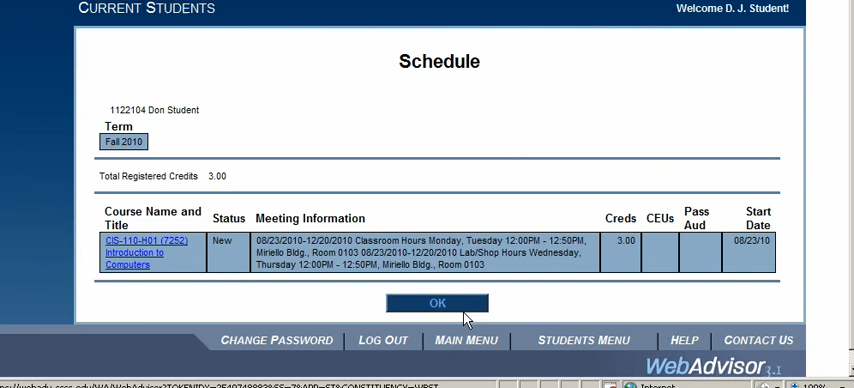 CURRENT STUDENTS
Welcome D. J. Student!
Schedule
1122104 Don Student
Term
Fall 2010
Total Registered Credits 3.00
Course Name and Title
Status
Meeting Information
Creds
CEUs
Pass Aud
Start Date
CIS-110-H01 (7252)
Introduction to
Computers
New
08/23/2010-12/20/2010 Classroom Hours Monday, Tuesday 12:00PM - 12:50PM,
Miriello Bldg., Room 0103 08/23/2010-12/20/2010 Lab/Shop Hours Wednesday,
Thursday 12:00PM - 12:50PM, Miriello Bldg., Room 0103
3.00
08/23/10
OK
CHANGE PASSWORD LOG OUT MAIN MENU STUDENTS MENU HELP CONTACT US
WebAdvisor 3.1
Internet
100%